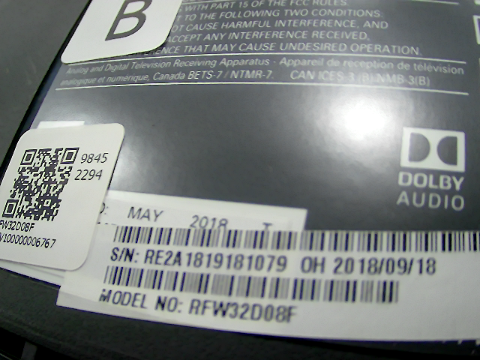 WITH PART 15 OF THE FCC RULES.
TO THE FOLLOWING TWO CONDITIONS:
CAUSE HARMFUL INTERFERENCE, AND
ACCEPT ANY INTERFERENCE RECEIVED,
THAT MAY CAUSE UNDESIRED OPERATION.
B
Analog and Digital Television Receiving Apparatus - Appareil de réception de télévision
analogique et numérique, Canada BETS-7 / NTMR-7. CAN ICES-3 (B)/NMB-3(B)
DOLBY
AUDIO
9845
2294
FW32D08F
V100000006767
MAY 2018 T
S/N: RE2A1819181079 OH 2018/09/18
MODEL NO: RFW32D08F